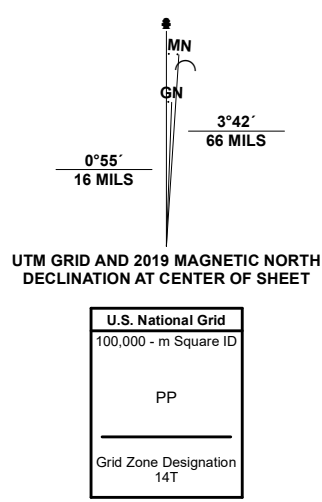 MN
GN
3°42´
66 MILS
0°55´
16 MILS
UTM GRID AND 2019 MAGNETIC NORTH
DECLINATION AT CENTER OF SHEET
U.S. National Grid
100,000 - m Square ID
PP
Grid Zone Designation
14T